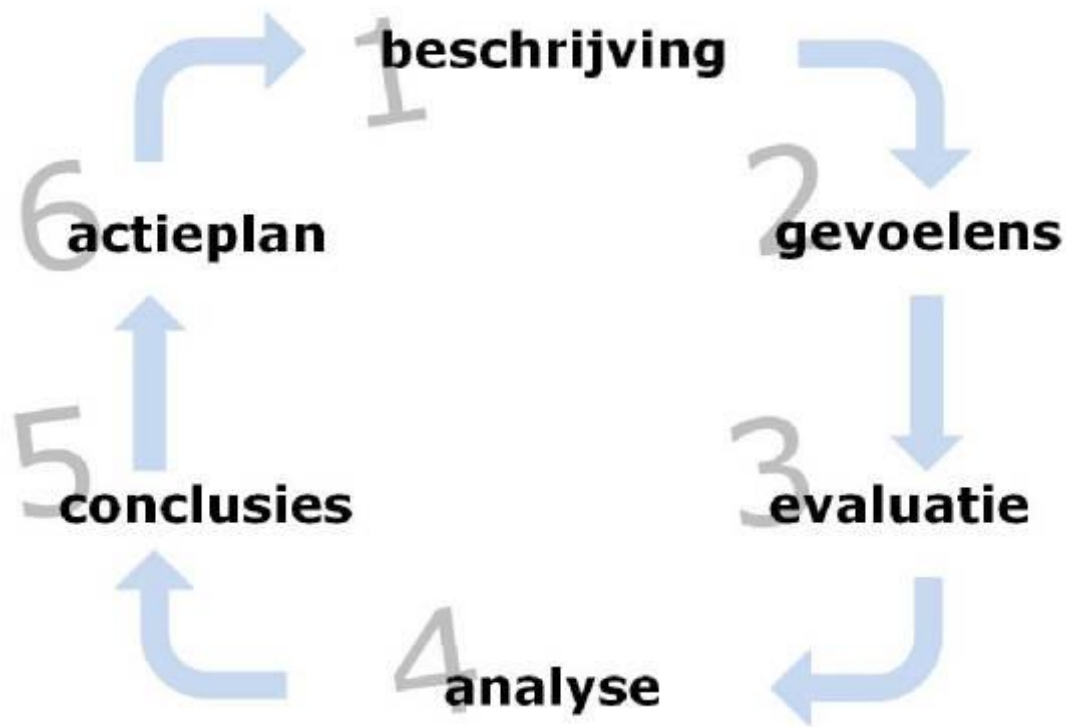 1 beschrijving
2 gevoelens
3 evaluatie
4 analyse
5 conclusies
6 actieplan